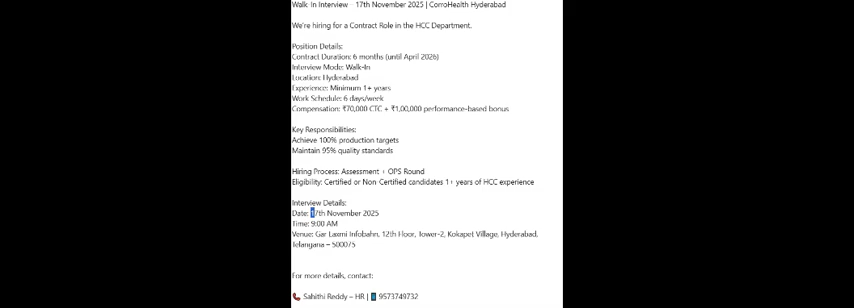 Walk-In Interview – 17th November 2025 | CorroHealth Hyderabad
We're hiring for a Contract Role in the HCC Department.
Position Details:
Contract Duration: 6 months (until April 2026)
Interview Mode: Walk-In
Location: Hyderabad
Experience: Minimum 1+ years
Work Schedule: 6 days/week
Compensation: ₹70,000 CTC + ₹1,00,000 performance-based bonus
Key Responsibilities:
Achieve 100% production targets
Maintain 95% quality standards
Hiring Process: Assessment + OPS Round
Eligibility: Certified or Non-Certified candidates 1+ years of HCC experience
Interview Details:
Date: 17th November 2025
Time: 9:00 AM
Venue: Gar Laxmi Infobahn, 12th Floor, Tower-2, Kokapet Village, Hyderabad,
Telangana – 500075
For more details, contact:
📞 Sahithi Reddy – HR | 📱 9573749732